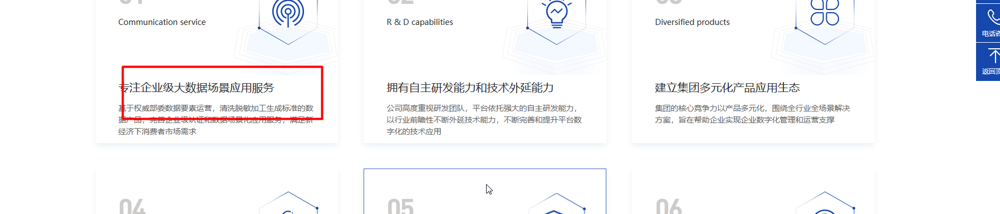 01
02
03
Communication service
R & D capabilities
Diversified products
电话咨
返回顶
专注企业级大数据场景应用服务
基于权威部委数据要素运营，清洗脱敏加工生成标准的数
据产品，完善企业级认证和数据场景化应用服务，满足新
经济下消费者市场需求
拥有自主研发能力和技术外延能力
公司高度重视研发团队，平台依托强大的自主研发能力，
以行业前瞻性不断外延技术能力，不断完善和提升平台数
字化的技术应用
建立集团多元化产品应用生态
集团的核心竞争力以产品多元化，围绕全行业全场景解决
方案，旨在帮助企业实现企业数字化管理和运营支撑
04
05
06